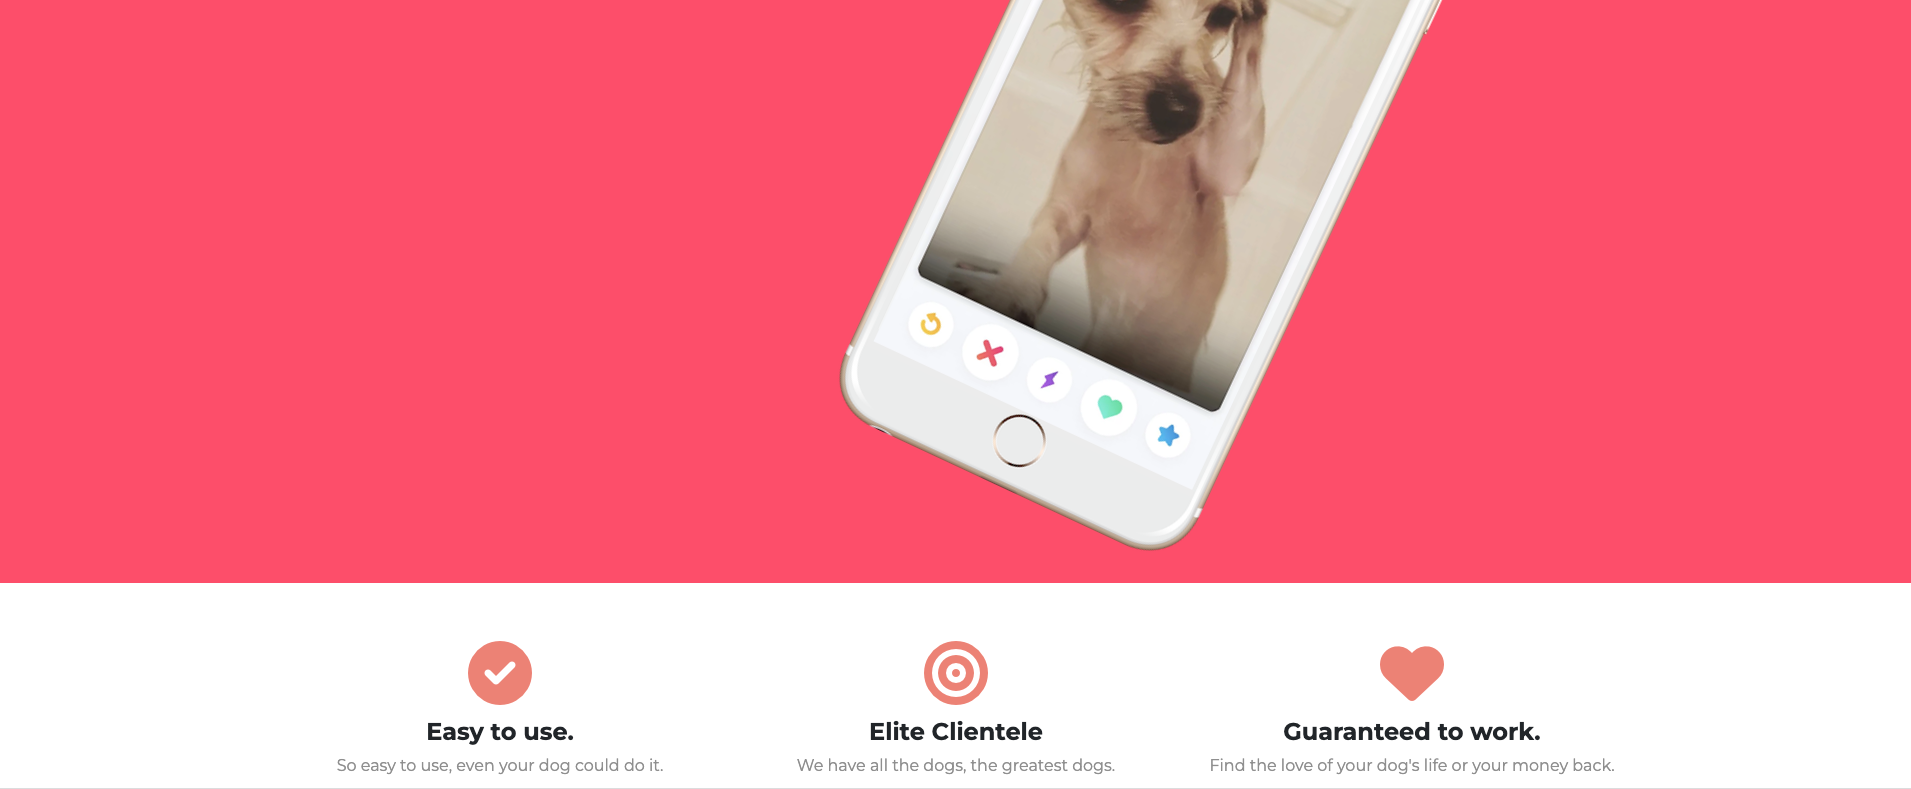 Easy to use.
Elite Clientele
Guaranteed to work.
So easy to use, even your dog could do it.
We have all the dogs, the greatest dogs.
Find the love of your dog's life or your money back.